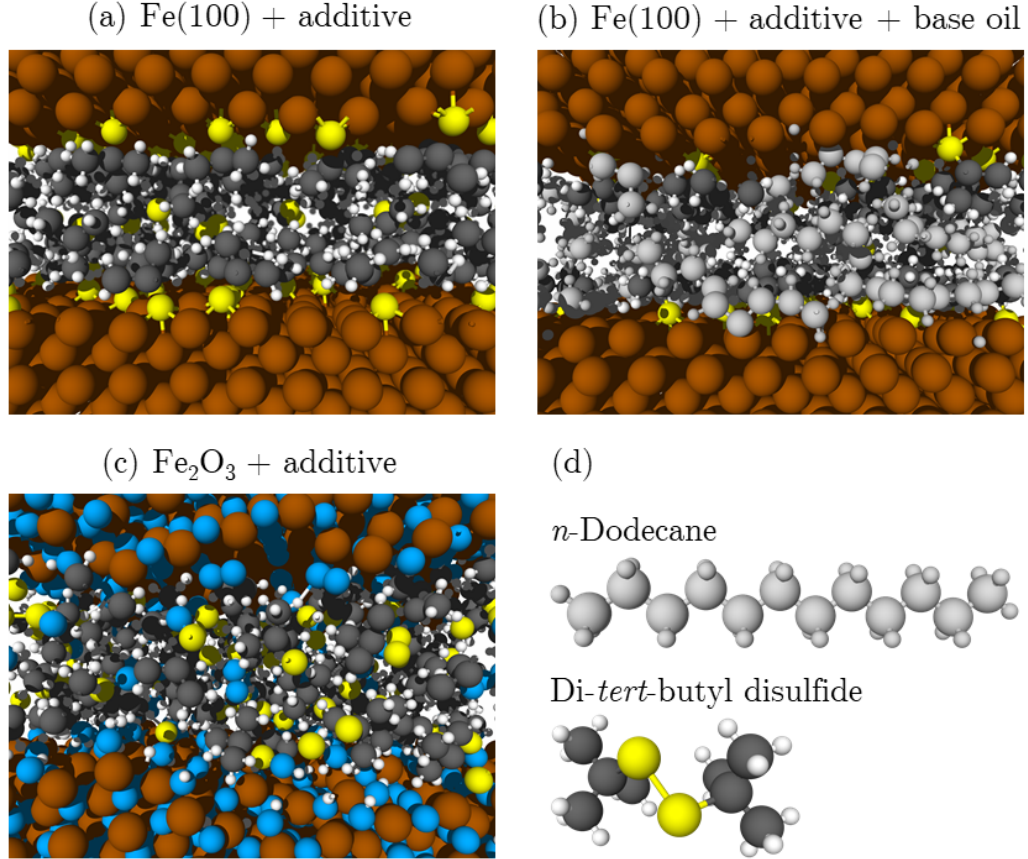 (a) Fe(100) + additive
(b) Fe(100) + additive + base oil
(c) Fe₂O₃ + additive
(d)
n-Dodecane
Di-tert-butyl disulfide